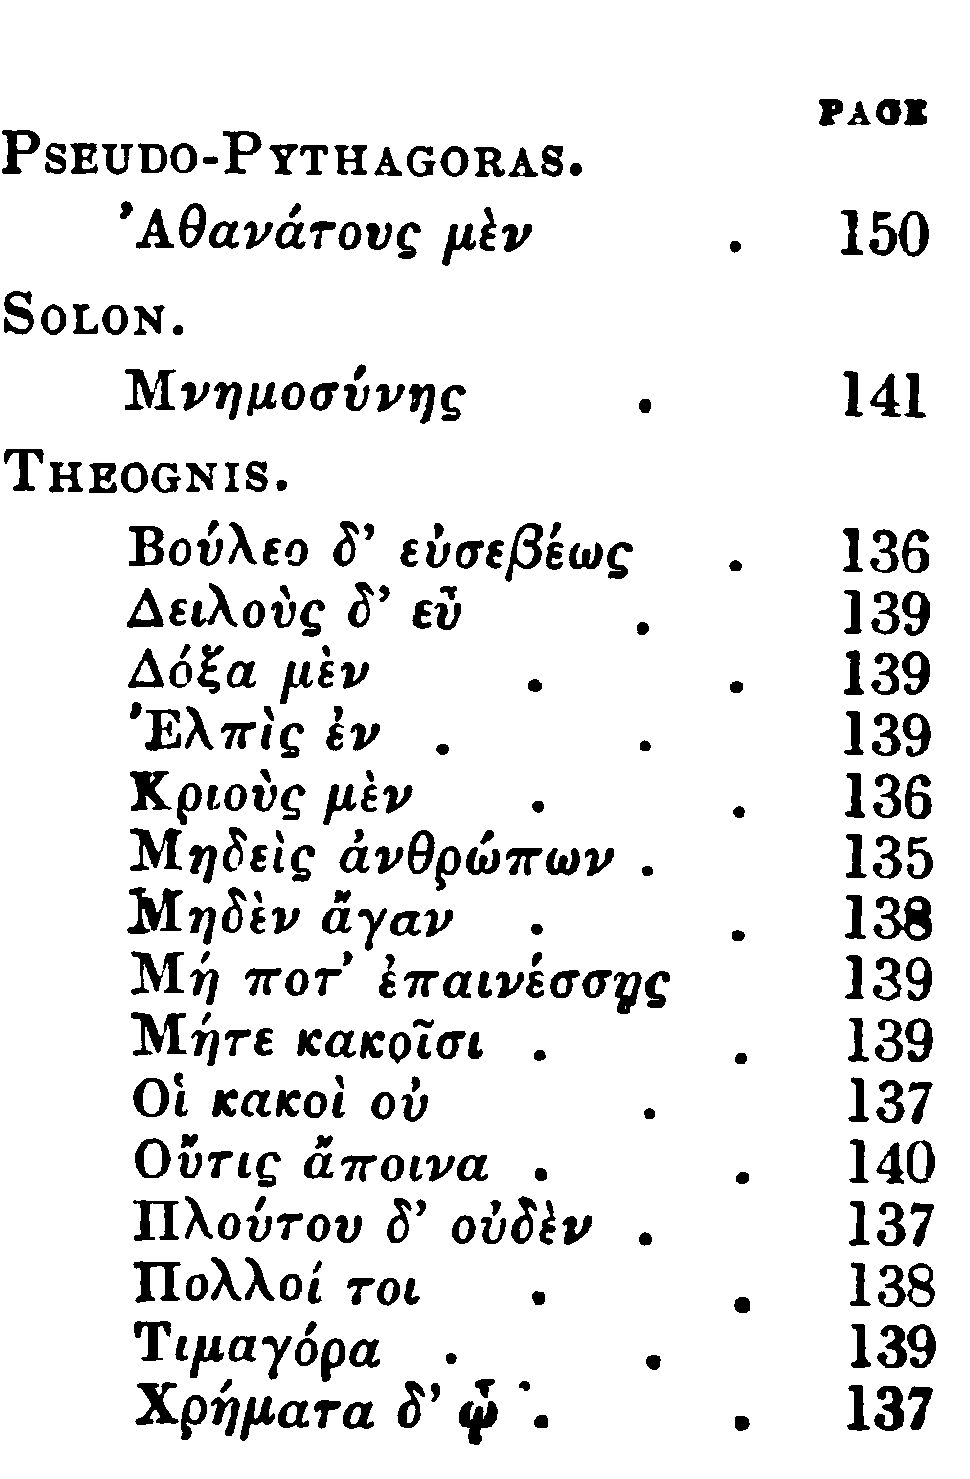 PAGE
PSEUDO-PYTHAGORAS.
Ἀθανάτους μὲν . 150
SOLON.
Μνημοσύνης . 141
THEOGNIS.
Βούλεο δ’ εὐσεβέως . 136
Δειλοὺς δ’ εὖ . 139
Δόξα μὲν . . 139
Ἐλπὶς ἐν . . 139
Κριοὺς μὲν . . 136
Μηδεὶς ἀνθρώπων . 135
Μηδὲν ἄγαν . . 138
Μή ποτ’ ἐπαινέσσῃς 139
Μήτε κακοῖσι . . 139
Οἱ κακοὶ οὐ . 137
Οὔτις ἄποινα . . 140
Πλούτου δ’ οὐδὲν . 137
Πολλοί τοι . . 138
Τιμαγόρα . . 139
Χρήματα δ’ ᾧ . . 137